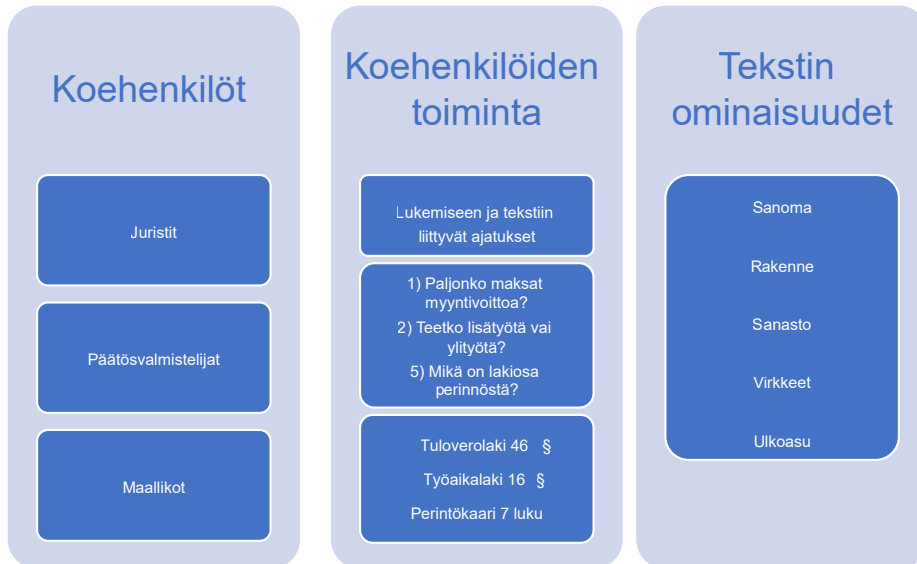 Koehenkilöt
Juristit
Päätösvalmistelijat
Maallikot
Koehenkilöiden
toiminta
Lukemiseen ja tekstiin
liittyvät ajatukset
1) Paljonko maksat
myyntivoittoa?
2) Teetko lisätyötä vai
ylityötä?
5) Mikä on lakiosa
perinnöstä?
Tuloverolaki 46 §
Työaikalaki 16 §
Perintökaari 7 luku
Tekstin
ominaisuudet
Sanoma
Rakenne
Sanasto
Virkkeet
Ulkoasu